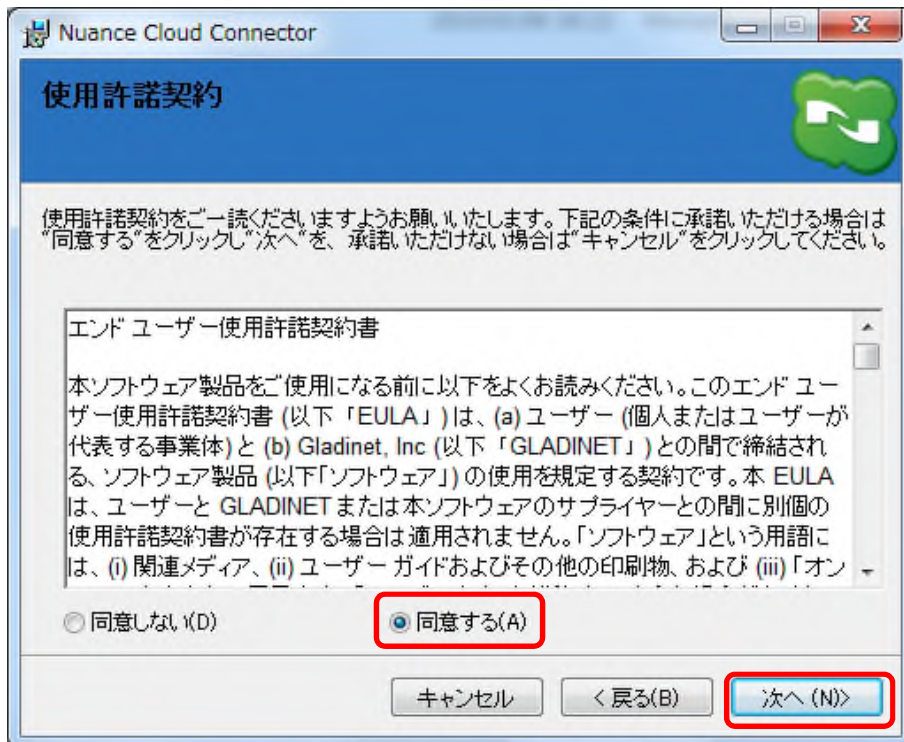 Nuance Cloud Connector
使用許諾契約
使用許諾契約をご一読くださいますようお願いいたします。下記の条件に承諾いただける場合は
"同意する"をクリックし"次へ"を、承諾いただけない場合は"キャンセル"をクリックしてください。
エンド ユーザー使用許諾契約書
本ソフトウェア製品をご使用になる前に以下をよくお読みください。このエンド ユー
ザー使用許諾契約書 (以下「EULA」) は、(a) ユーザー (個人またはユーザーが
代表する事業体) と (b) Gladinet, Inc (以下「GLADINET」) との間で締結され
る、ソフトウェア製品 (以下「ソフトウェア」) の使用を規定する契約です。本 EULA
は、ユーザーと GLADINET または本ソフトウェアのサプライヤーとの間に別個の
使用許諾契約書が存在する場合は適用されません。「ソフトウェア」という用語に
は、(i) 関連メディア、(ii) ユーザー ガイドおよびその他の印刷物、および (iii)「オン
同意しない(D)
同意する(A)
キャンセル
< 戻る(B)
次へ (N)>